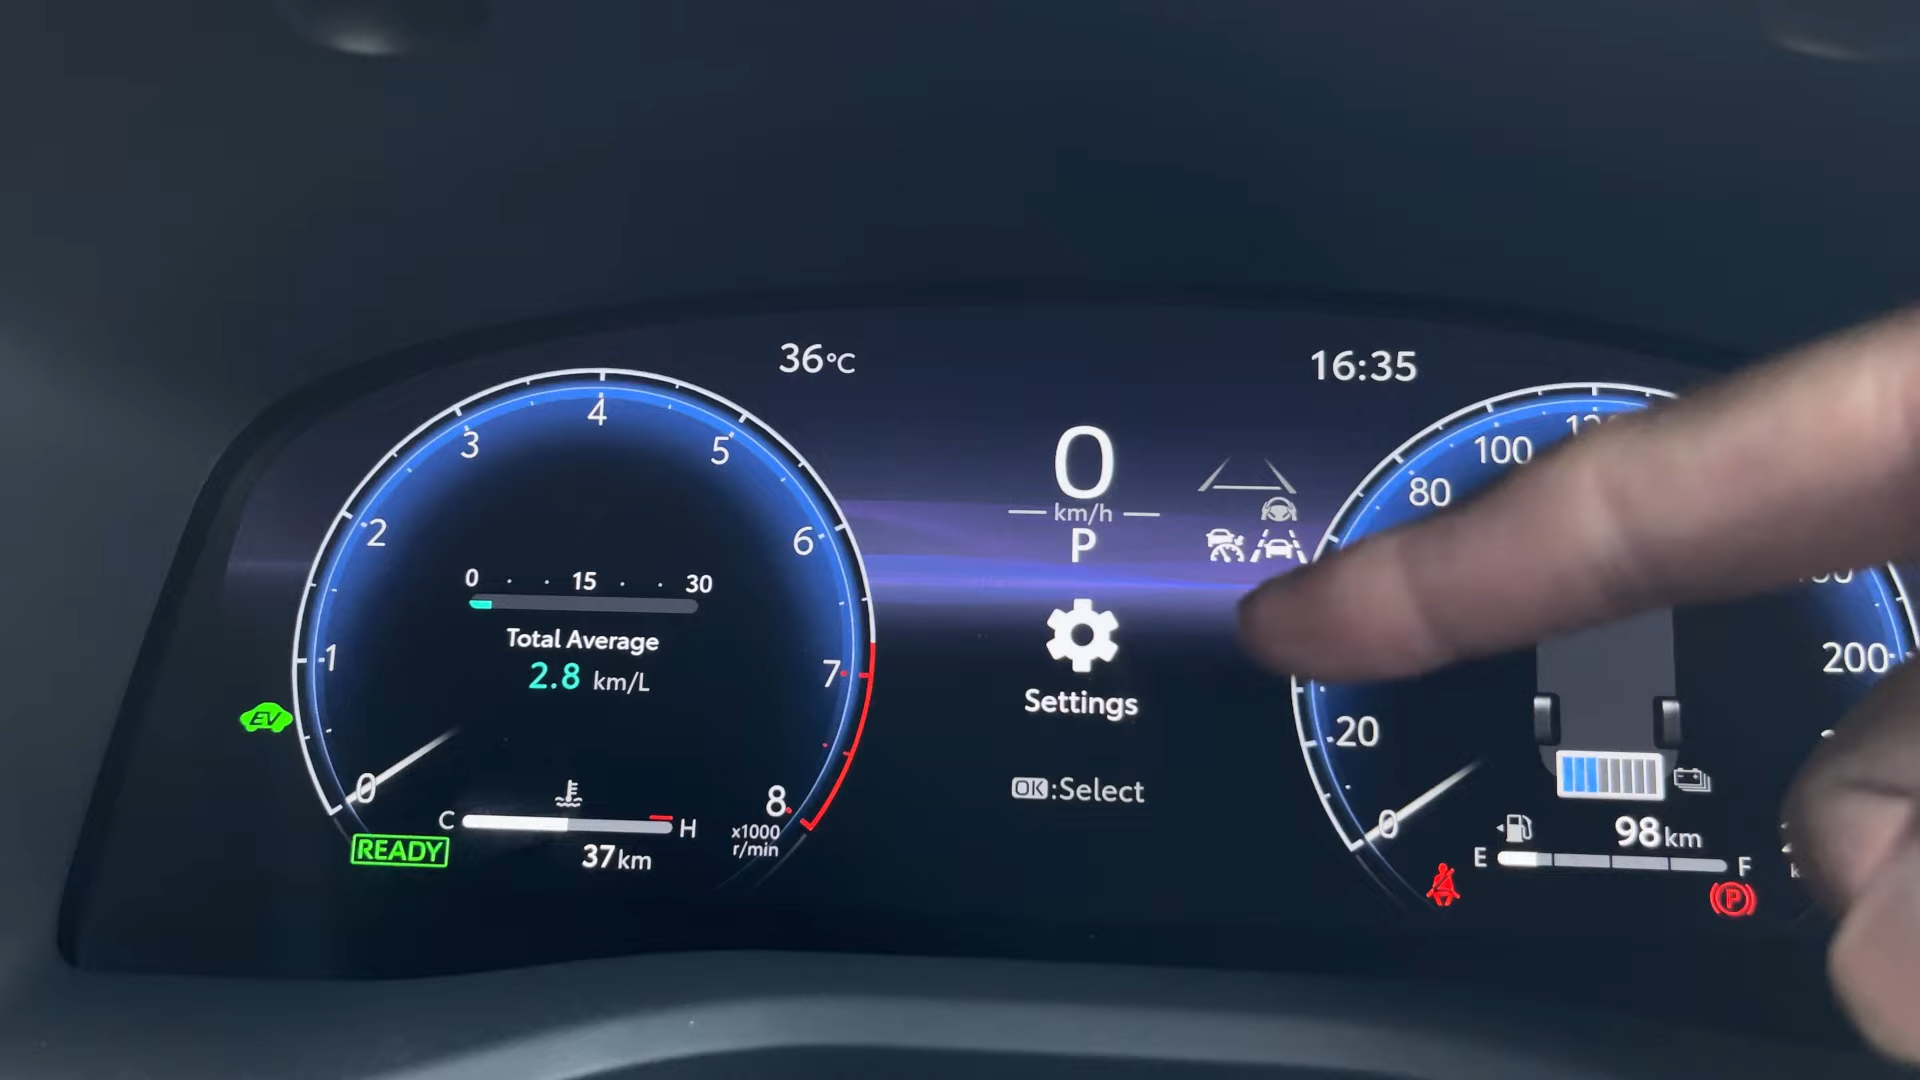 36°C
16:35
0
km/h
P
Settings
OK:Select
0
1
2
3
4
5
6
7
8
x1000
r/min
0 15 30
Total Average
2.8 km/L
EV
READY
C H
37km
0
20
80
100
200
98km
E F
P